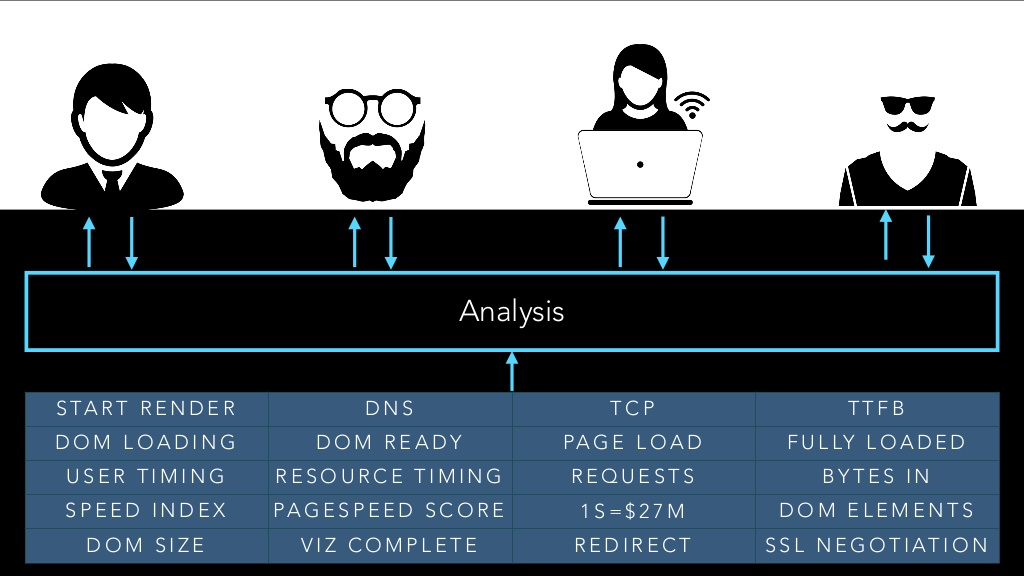 Analysis
START RENDER DNS TCP TTFB
DOM LOADING DOM READY PAGE LOAD FULLY LOADED
USER TIMING RESOURCE TIMING REQUESTS BYTES IN
SPEED INDEX PAGESPEED SCORE 1S=$27M DOM ELEMENTS
DOM SIZE VIZ COMPLETE REDIRECT SSL NEGOTIATION